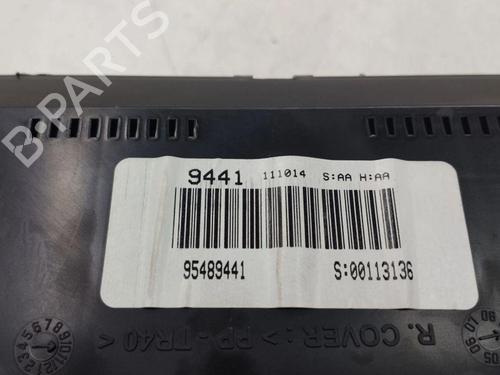 B PARTS
9441 111014 S:AA H:AA
95489441 S:00113136
R. COVER : >PP-TR40<